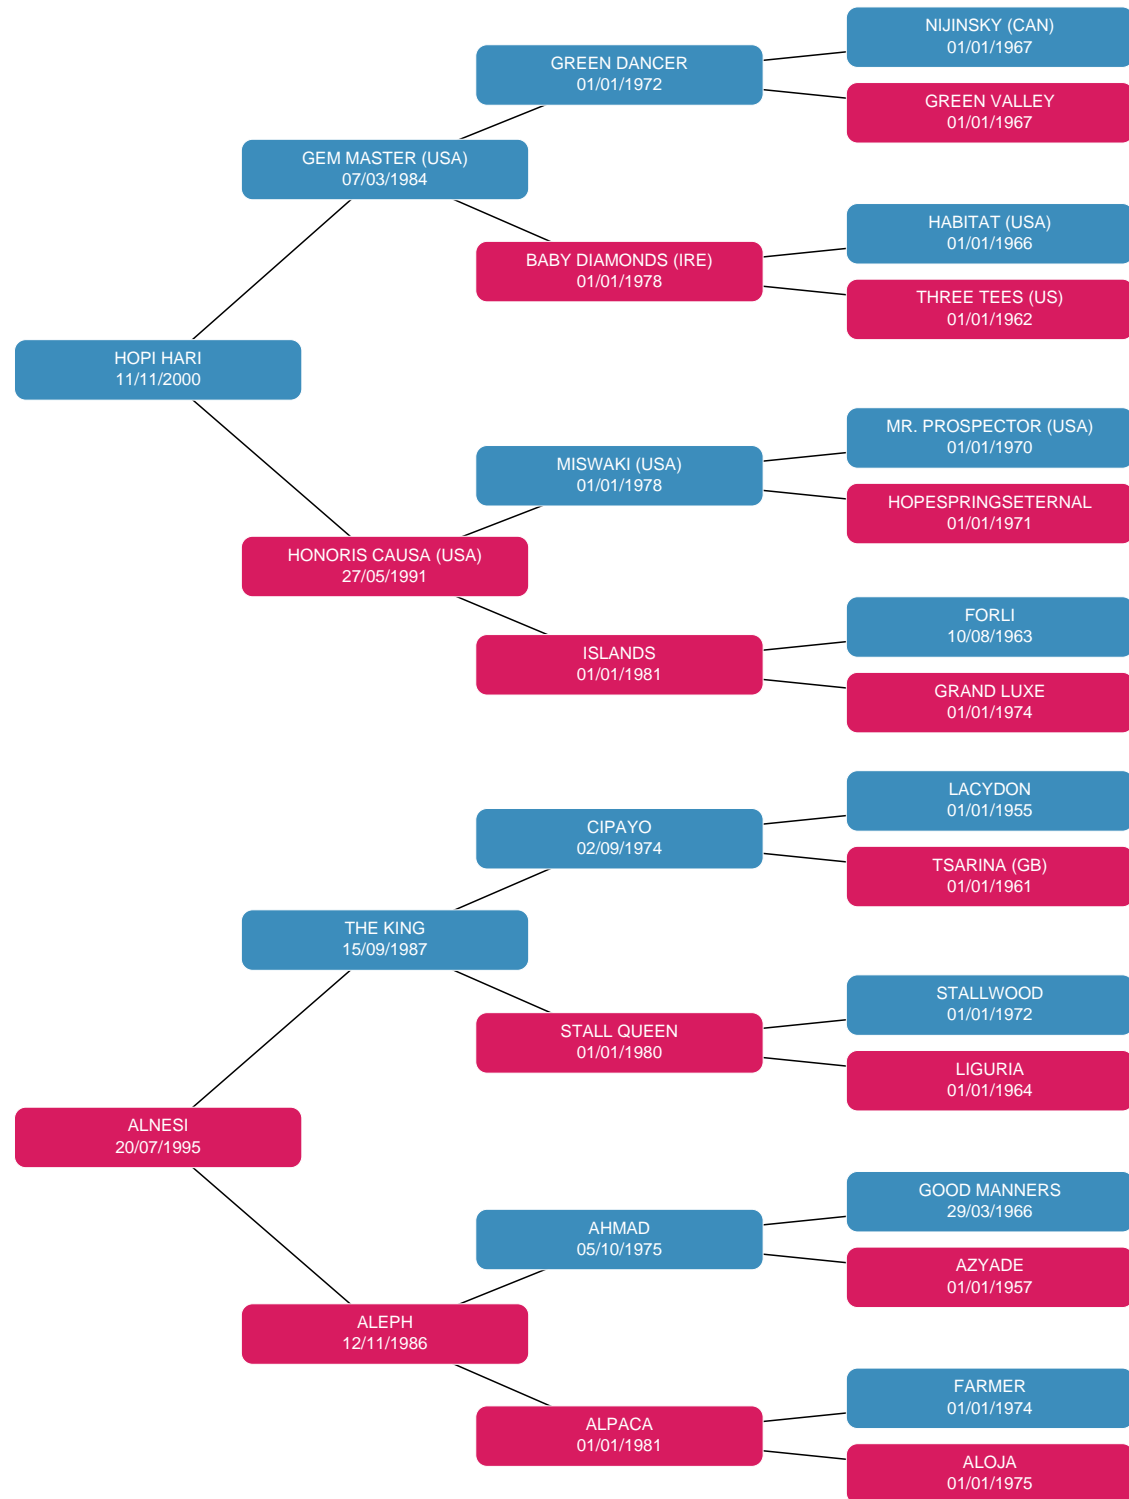 NIJINSKY (CAN)
01/01/1967
GREEN DANCER
01/01/1972
GREEN VALLEY
01/01/1967
GEM MASTER (USA)
07/03/1984
HABITAT (USA)
01/01/1966
BABY DIAMONDS (IRE)
01/01/1978
THREE TEES (US)
01/01/1962
HOPI HARI
11/11/2000
MR. PROSPECTOR (USA)
01/01/1970
MISWAKI (USA)
01/01/1978
HOPESPRINGSETERNAL
01/01/1971
HONORIS CAUSA (USA)
27/05/1991
FORLI
10/08/1963
ISLANDS
01/01/1981
GRAND LUXE
01/01/1974
LACYDON
01/01/1955
CIPAYO
02/09/1974
TSARINA (GB)
01/01/1961
THE KING
15/09/1987
STALLWOOD
01/01/1972
STALL QUEEN
01/01/1980
LIGURIA
01/01/1964
ALNESI
20/07/1995
GOOD MANNERS
29/03/1966
AHMAD
05/10/1975
AZYADE
01/01/1957
ALEPH
12/11/1986
FARMER
01/01/1974
ALPACA
01/01/1981
ALOJA
01/01/1975